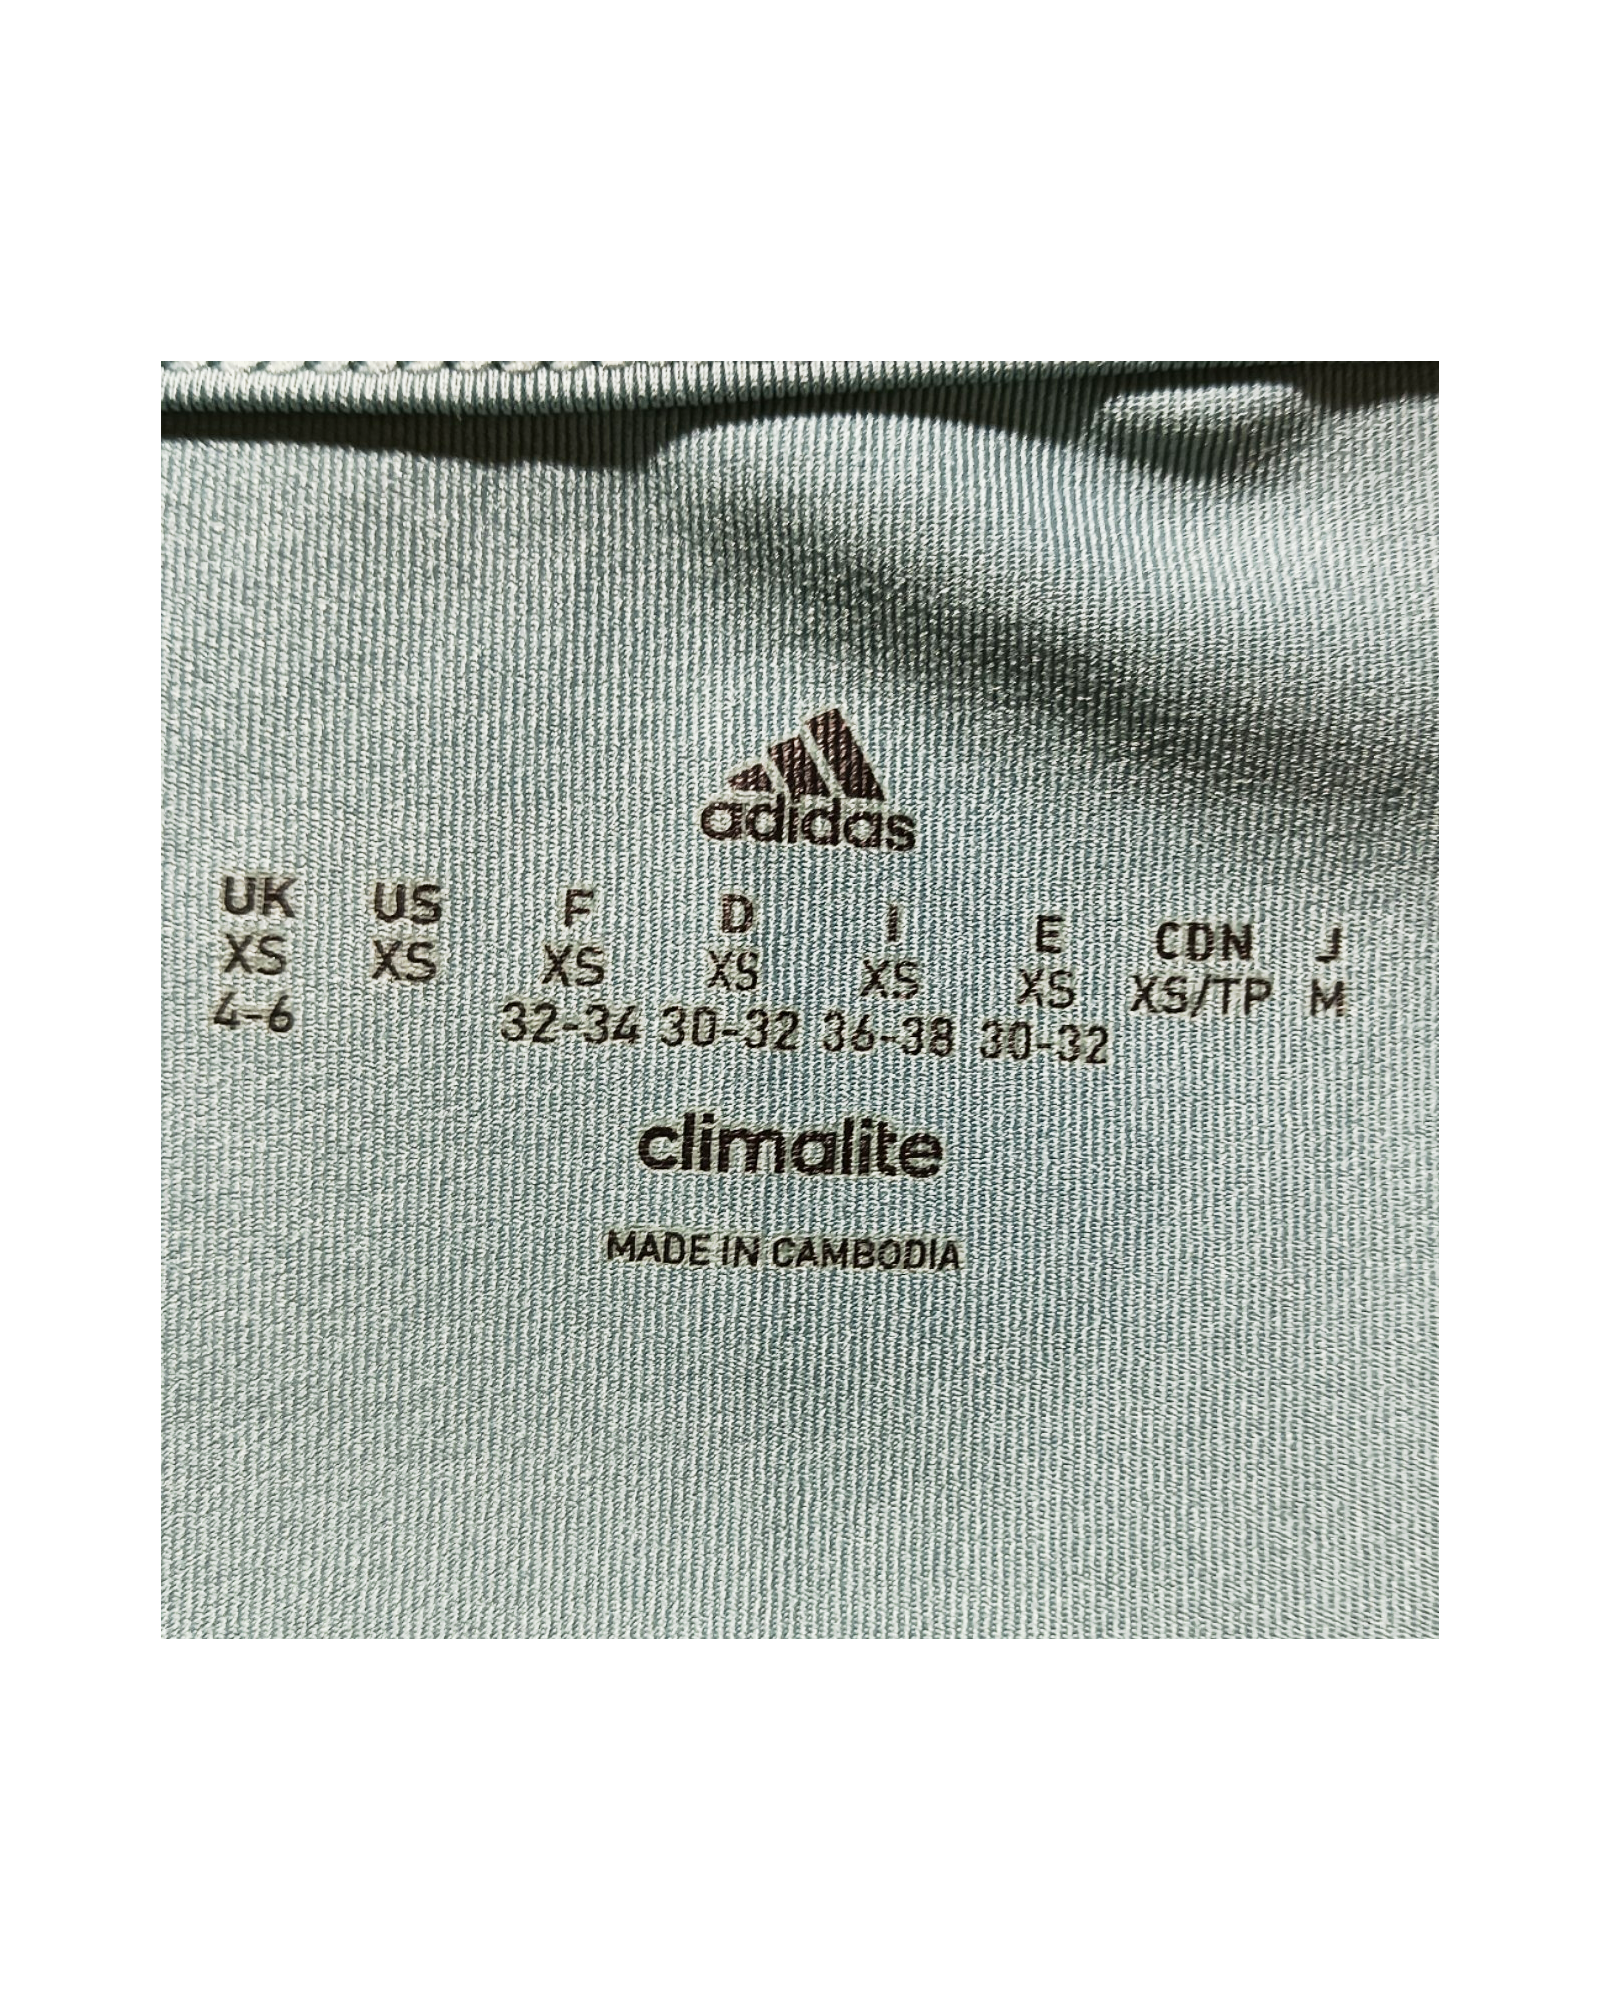 adidas
UK US F D I E CDN J
XS XS XS XS XS XS XS/TP M
4-6 32-34 30-32 36-38 30-32
climalite
MADE IN CAMBODIA